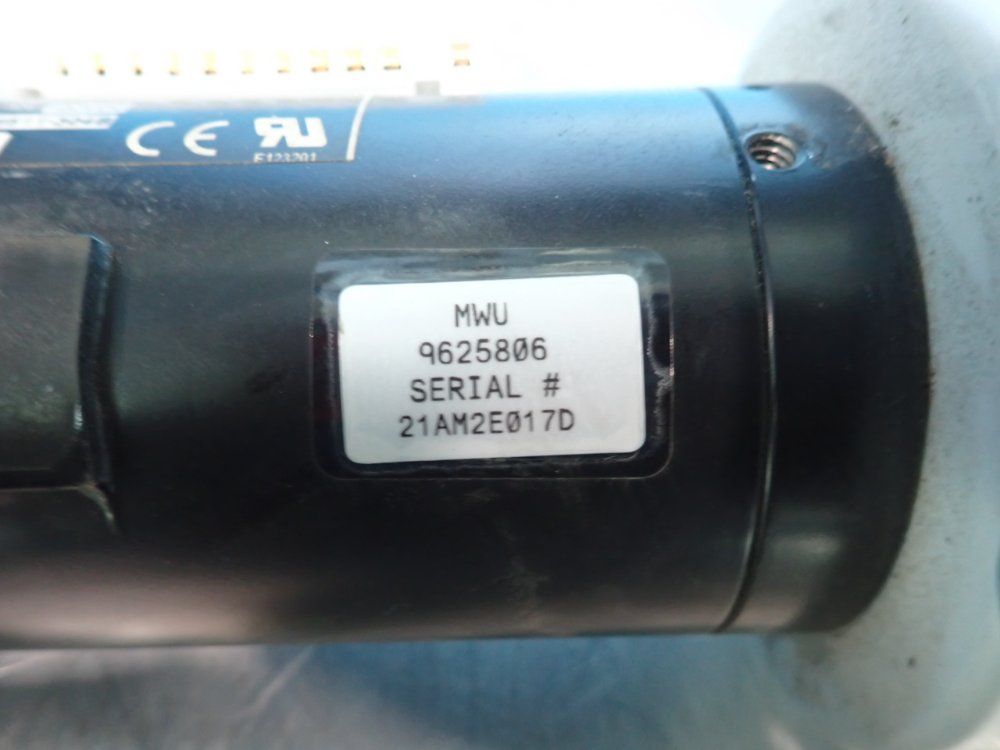 CE
E123201
MWU
9625806
SERIAL #
21AM2E017D